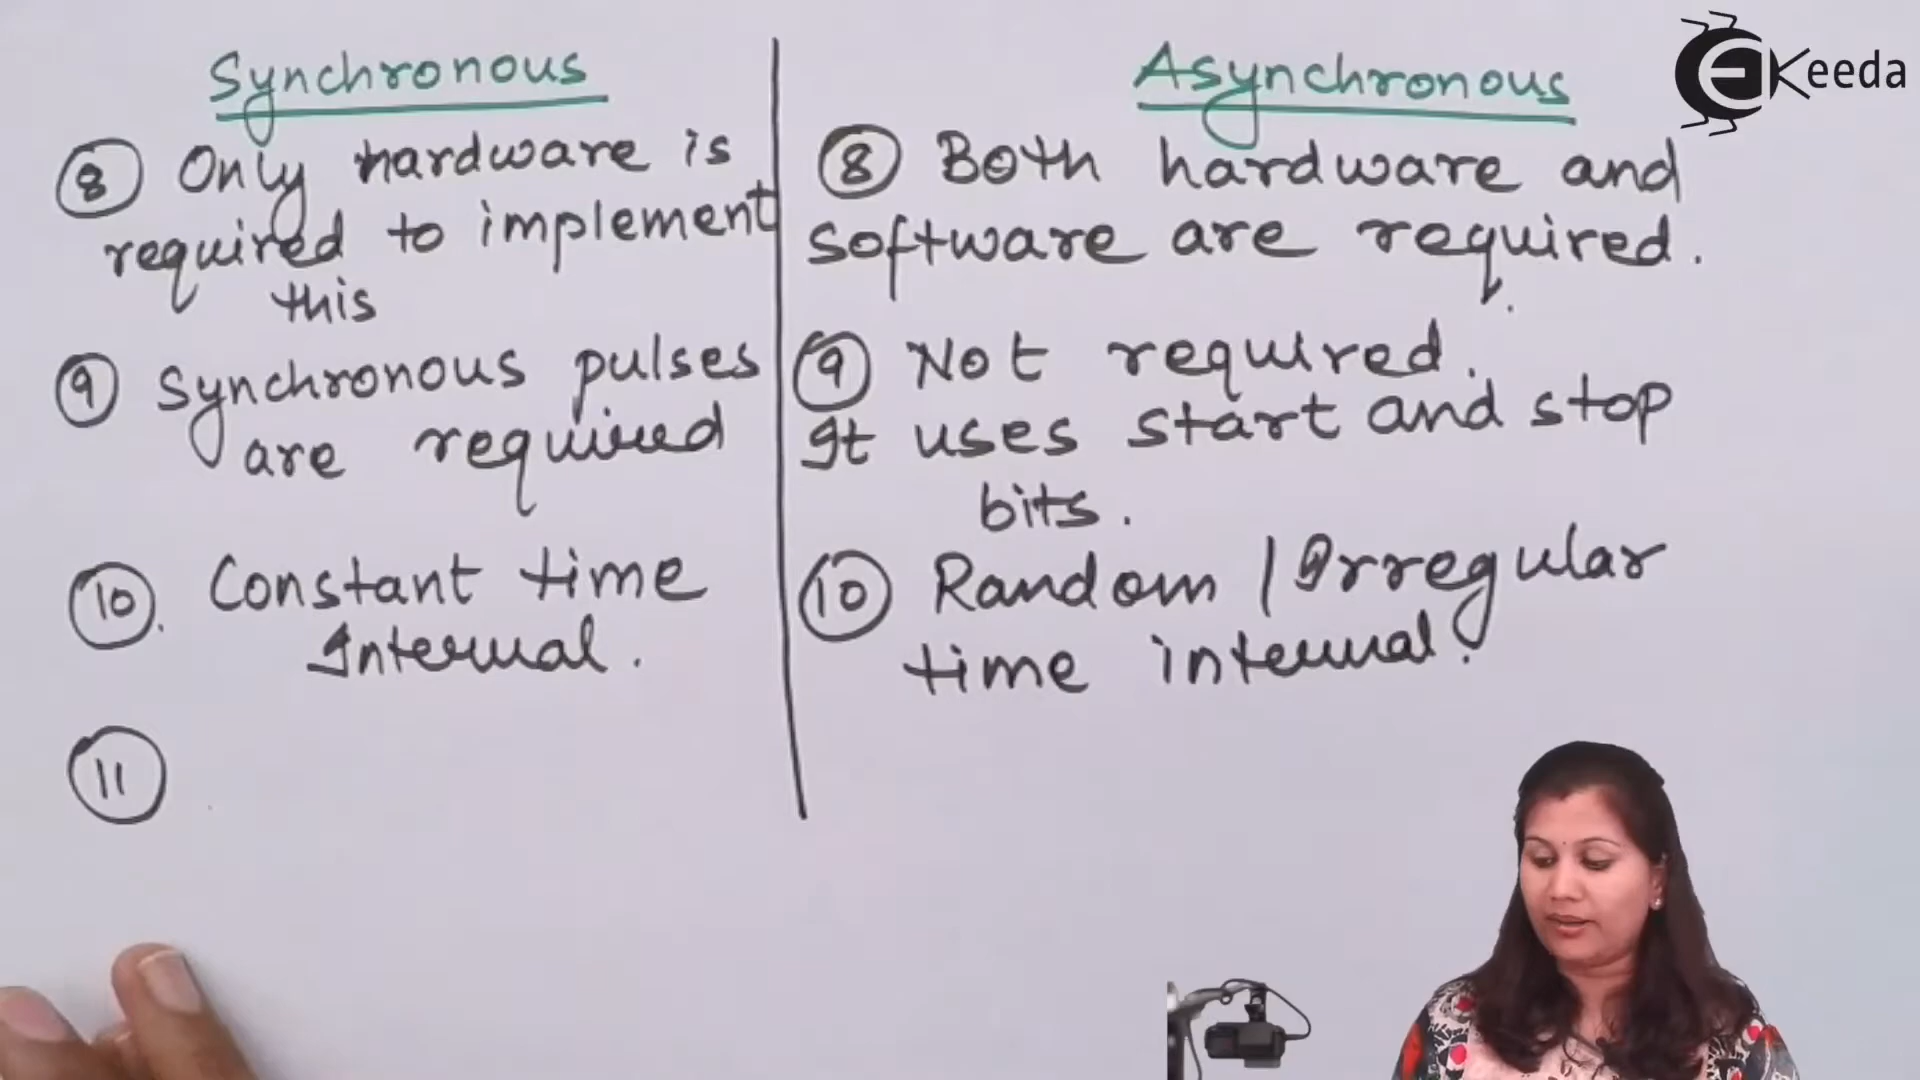 Synchronous
⑧ Only hardware is
required to implement
this
⑨ Synchronous pulses
are required
⑩. Constant time
Interval.
⑪
Asynchronous
⑧ Both hardware and
software are required.
⑨ Not required.
It uses start and stop
bits.
⑩ Random / Irregular
time interval.
EKeeda